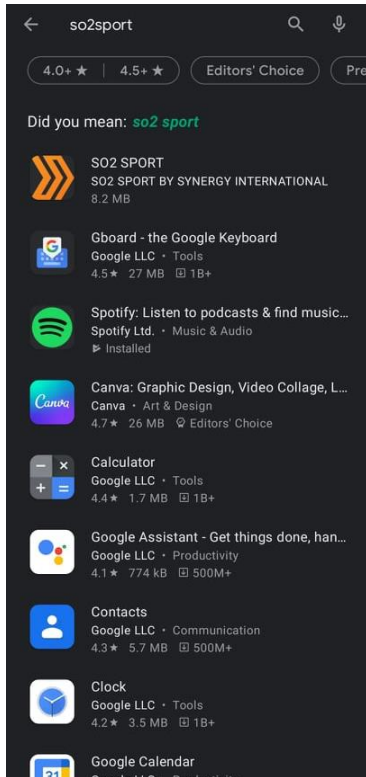 so2sport
4.0+ ★ | 4.5+ ★ Editors' Choice Pre
Did you mean: so2 sport
SO2 SPORT
SO2 SPORT BY SYNERGY INTERNATIONAL
8.2 MB
Gboard - the Google Keyboard
Google LLC • Tools
4.5★ 27 MB 1B+
Spotify: Listen to podcasts & find music...
Spotify Ltd. • Music & Audio
Installed
Canva
Canva: Graphic Design, Video Collage, L...
Canva • Art & Design
4.7★ 26 MB Editors' Choice
Calculator
Google LLC • Tools
4.4★ 1.7 MB 1B+
Google Assistant - Get things done, han...
Google LLC • Productivity
4.1★ 774 kB 500M+
Contacts
Google LLC • Communication
4.3★ 5.7 MB 500M+
Clock
Google LLC • Tools
4.2★ 3.5 MB 1B+
31
Google Calendar